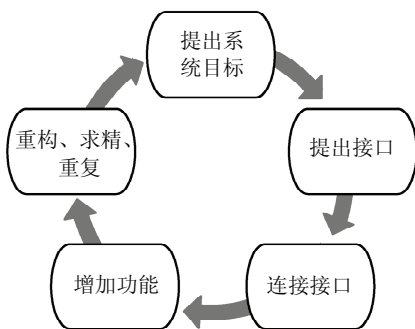 提出系
统目标
提出接口
连接接口
增加功能
重构、求精、
重复